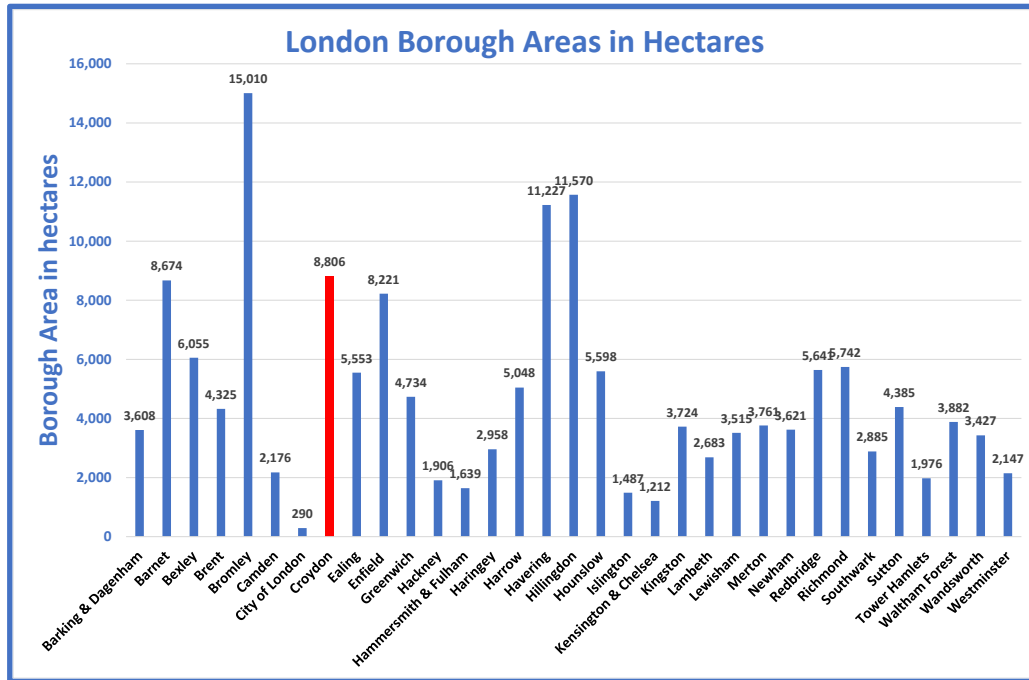 London Borough Areas in Hectares
Borough Area in hectares
16,000
14,000
12,000
10,000
8,000
6,000
4,000
2,000
0
3,608
8,674
6,055
4,325
15,010
2,176
290
8,806
5,553
8,221
4,734
1,906
1,639
2,958
5,048
11,227
11,570
5,598
1,487
1,212
3,724
2,683
3,515
3,761
3,621
5,641
5,742
2,885
4,385
1,976
3,882
3,427
2,147
Barking & Dagenham
Barnet
Bexley
Brent
Bromley
Camden
City of London
Croydon
Ealing
Enfield
Greenwich
Hackney
Hammersmith & Fulham
Haringey
Harrow
Havering
Hillingdon
Hounslow
Islington
Kensington & Chelsea
Kingston
Lambeth
Lewisham
Merton
Newham
Redbridge
Richmond
Southwark
Sutton
Tower Hamlets
Waltham Forest
Wandsworth
Westminster